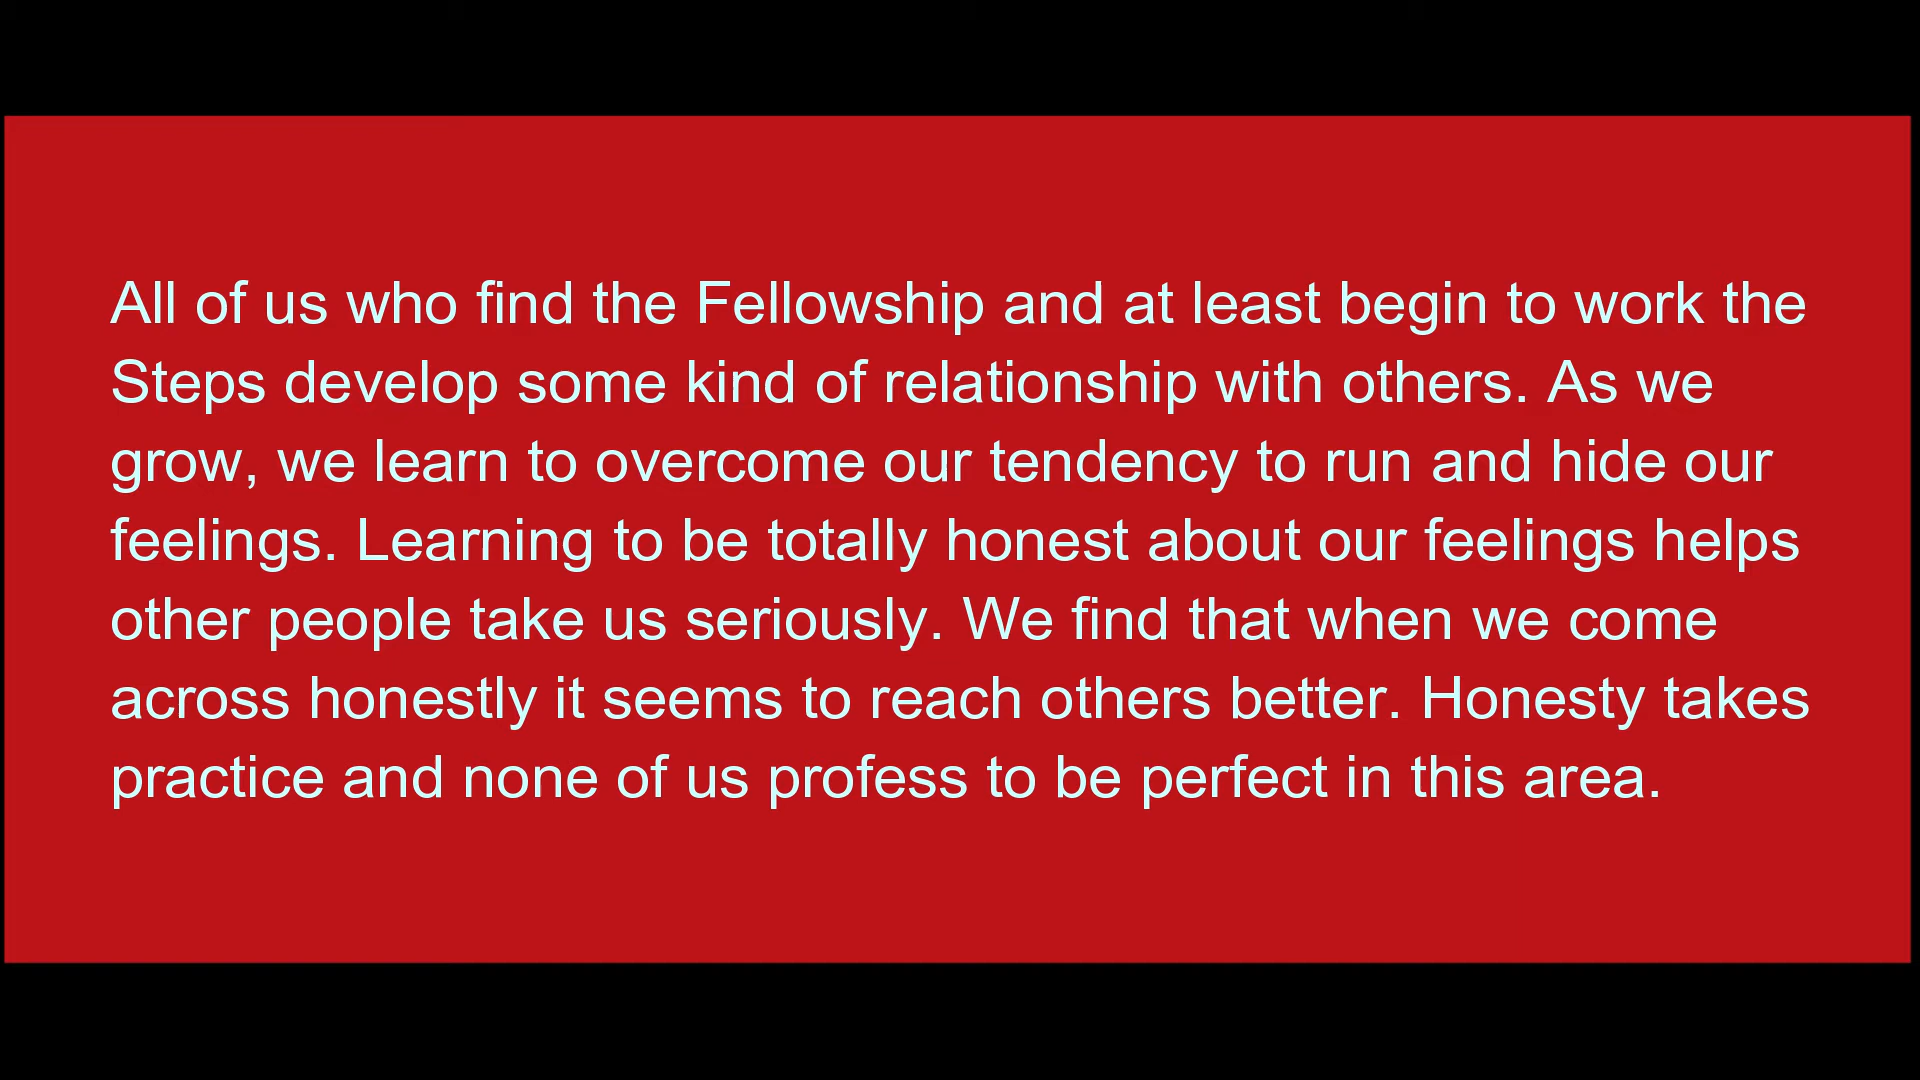 All of us who find the Fellowship and at least begin to work the
Steps develop some kind of relationship with others. As we
grow, we learn to overcome our tendency to run and hide our
feelings. Learning to be totally honest about our feelings helps
other people take us seriously. We find that when we come
across honestly it seems to reach others better. Honesty takes
practice and none of us profess to be perfect in this area.